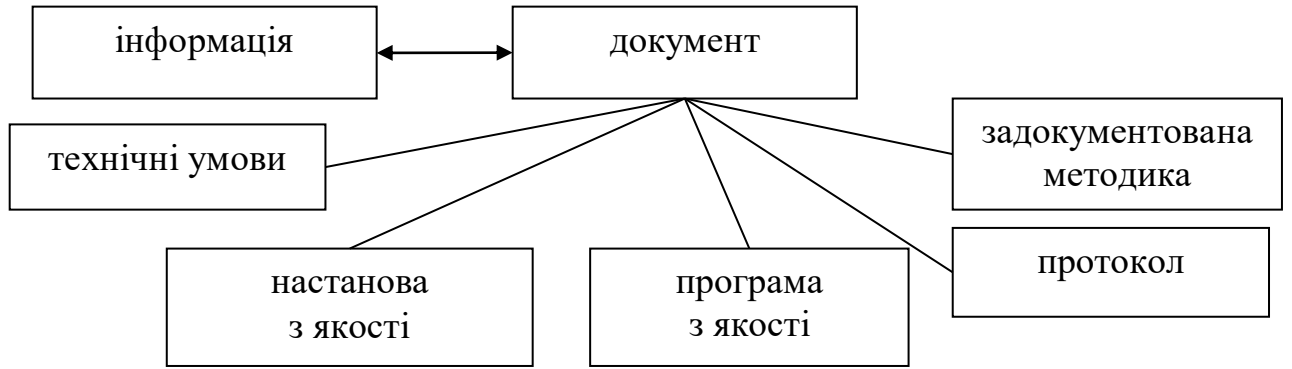 інформація
документ
технічні умови
задокументована
методика
настанова
з якості
програма
з якості
протокол